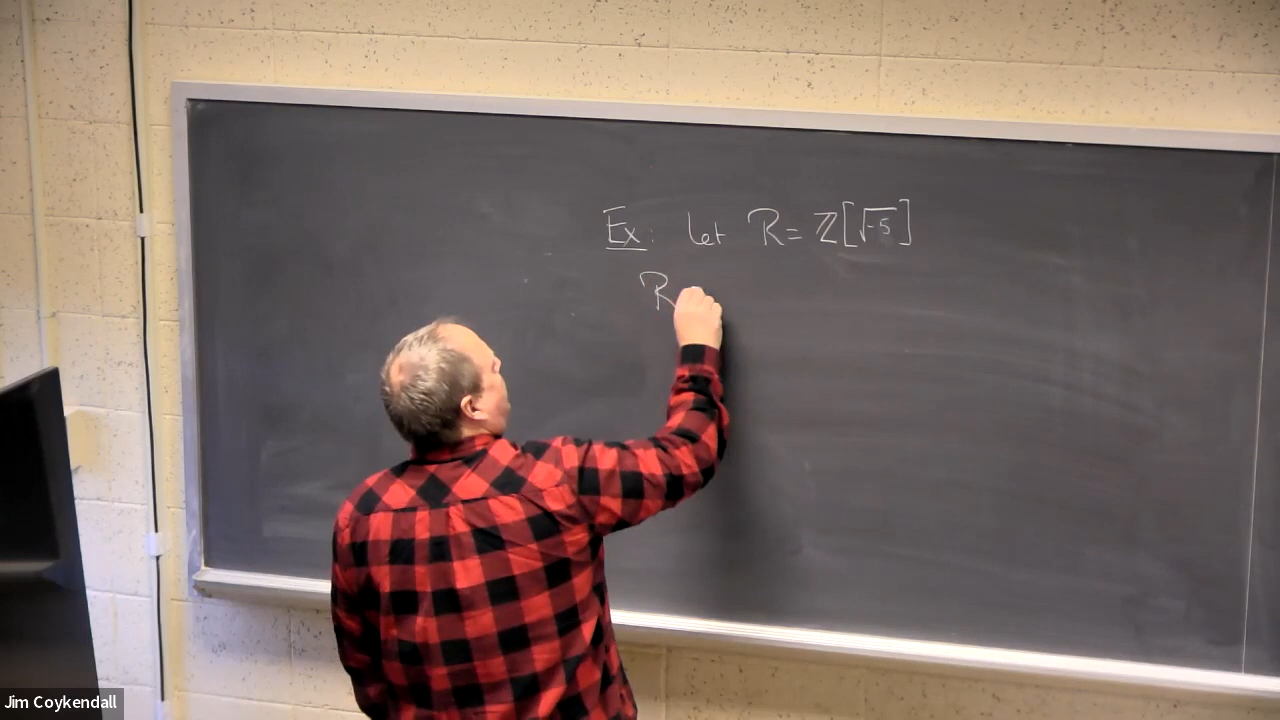 Ex: Let R = ℤ[√-5]
R
Jim Coykendall